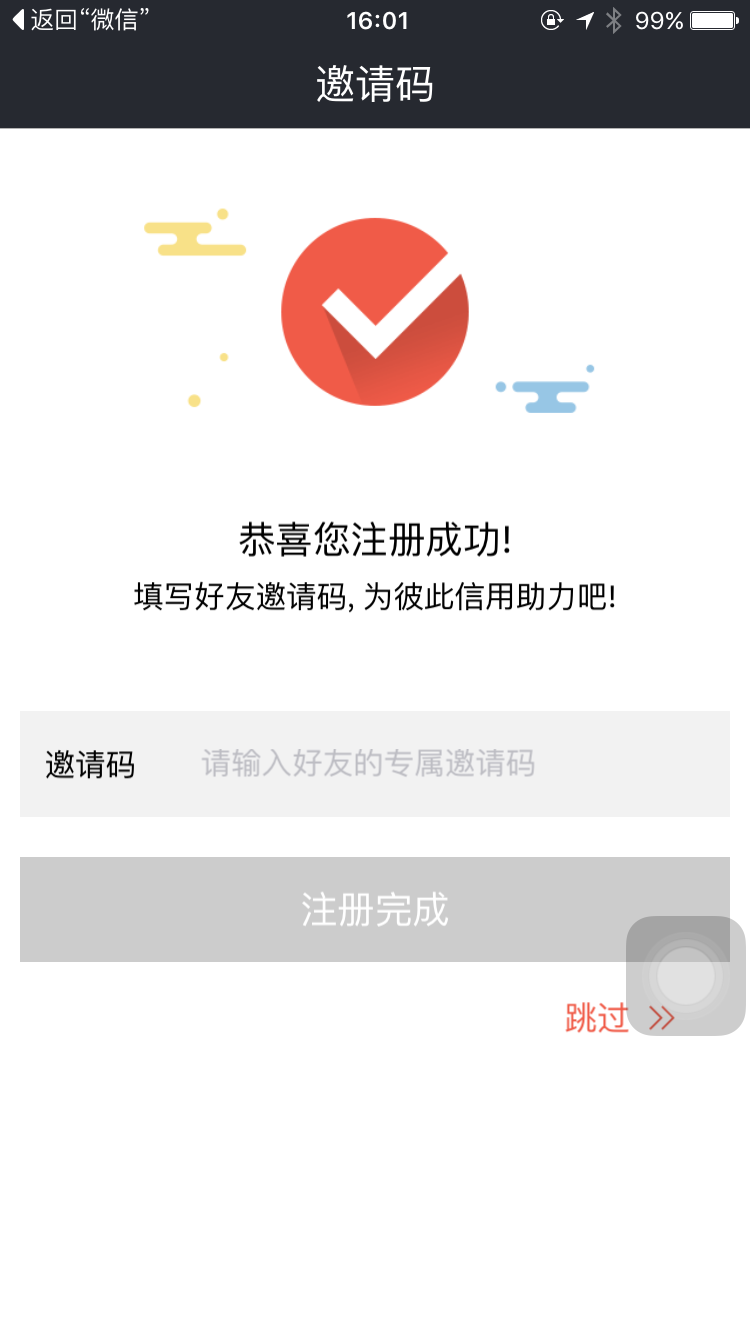 返回“微信”
16:01
99%
邀请码
恭喜您注册成功!
填写好友邀请码, 为彼此信用助力吧!
邀请码 请输入好友的专属邀请码
注册完成
跳过 >>